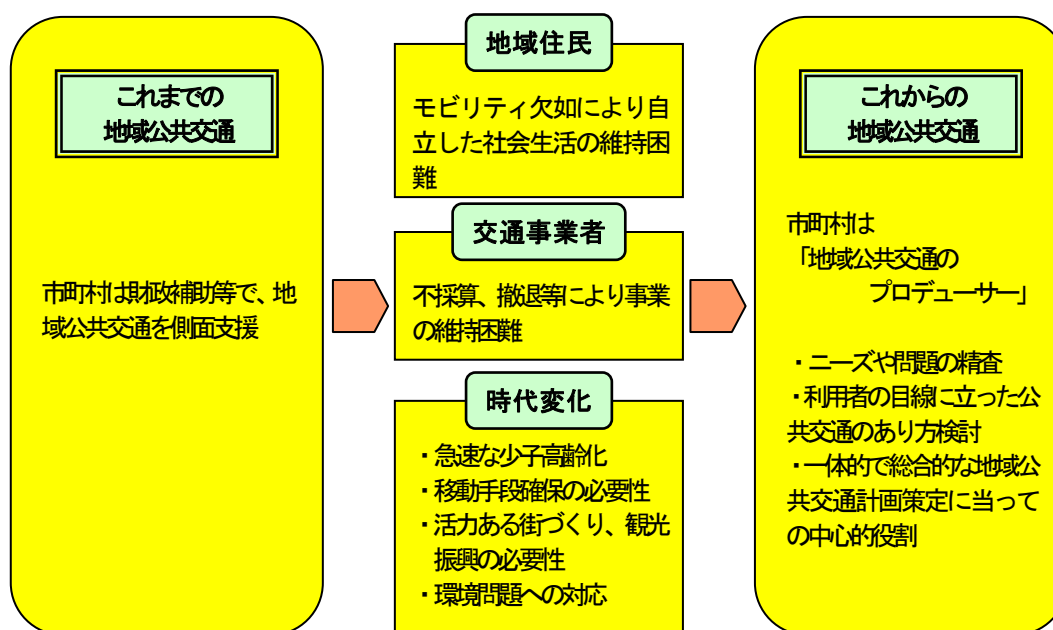 これまでの
地域公共交通
市町村は財政補助等で、地
域公共交通を側面支援
地域住民
モビリティ欠如により自
立した社会生活の維持困
難
交通事業者
不採算、撤退等により事業
の維持困難
時代変化
・急速な少子高齢化
・移動手段確保の必要性
・活力ある街づくり、観光
振興の必要性
・環境問題への対応
これからの
地域公共交通
市町村は
「地域公共交通の
プロデューサー」
・ニーズや問題の精査
・利用者の目線に立った公
共交通のあり方検討
・一体的で総合的な地域公
共交通計画策定に当って
の中心的役割